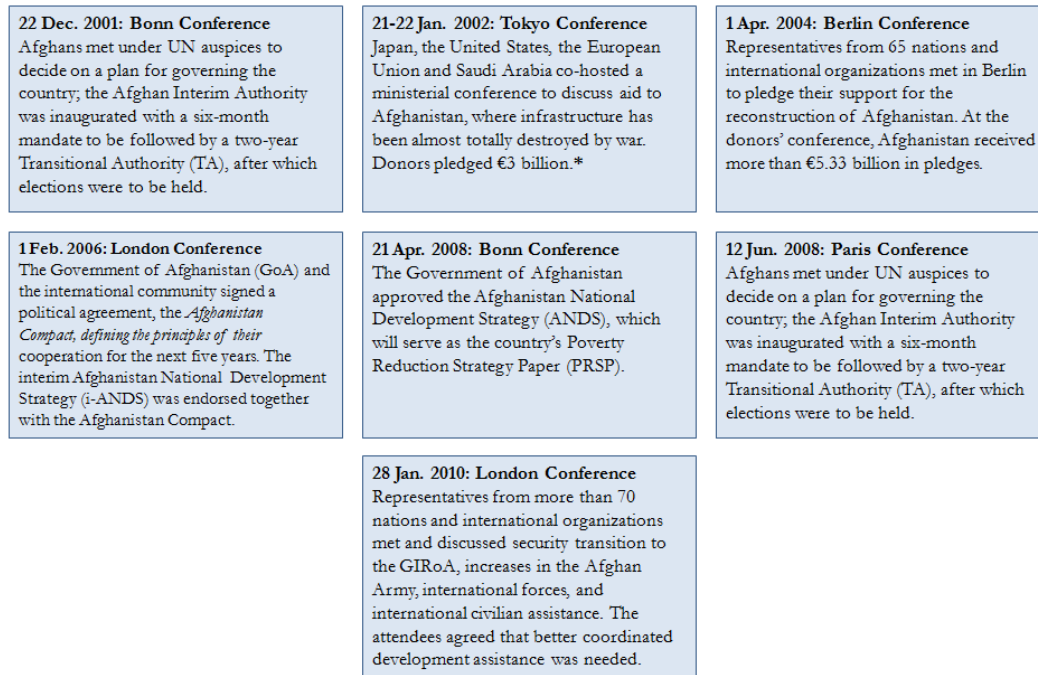 22 Dec. 2001: Bonn Conference
Afghans met under UN auspices to
decide on a plan for governing the
country; the Afghan Interim Authority
was inaugurated with a six-month
mandate to be followed by a two-year
Transitional Authority (TA), after which
elections were to be held.
21-22 Jan. 2002: Tokyo Conference
Japan, the United States, the European
Union and Saudi Arabia co-hosted a
ministerial conference to discuss aid to
Afghanistan, where infrastructure has
been almost totally destroyed by war.
Donors pledged €3 billion.*
1 Apr. 2004: Berlin Conference
Representatives from 65 nations and
international organizations met in Berlin
to pledge their support for the
reconstruction of Afghanistan. At the
donors' conference, Afghanistan received
more than €5.33 billion in pledges.
1 Feb. 2006: London Conference
The Government of Afghanistan (GoA) and
the international community signed a
political agreement, the Afghanistan
Compact, defining the principles of their
cooperation for the next five years. The
interim Afghanistan National Development
Strategy (i-ANDS) was endorsed together
with the Afghanistan Compact.
21 Apr. 2008: Bonn Conference
The Government of Afghanistan
approved the Afghanistan National
Development Strategy (ANDS), which
will serve as the country's Poverty
Reduction Strategy Paper (PRSP).
12 Jun. 2008: Paris Conference
Afghans met under UN auspices to
decide on a plan for governing the
country; the Afghan Interim Authority
was inaugurated with a six-month
mandate to be followed by a two-year
Transitional Authority (TA), after which
elections were to be held.
28 Jan. 2010: London Conference
Representatives from more than 70
nations and international organizations
met and discussed security transition to
the GIRoA, increases in the Afghan
Army, international forces, and
international civilian assistance. The
attendees agreed that better coordinated
development assistance was needed.